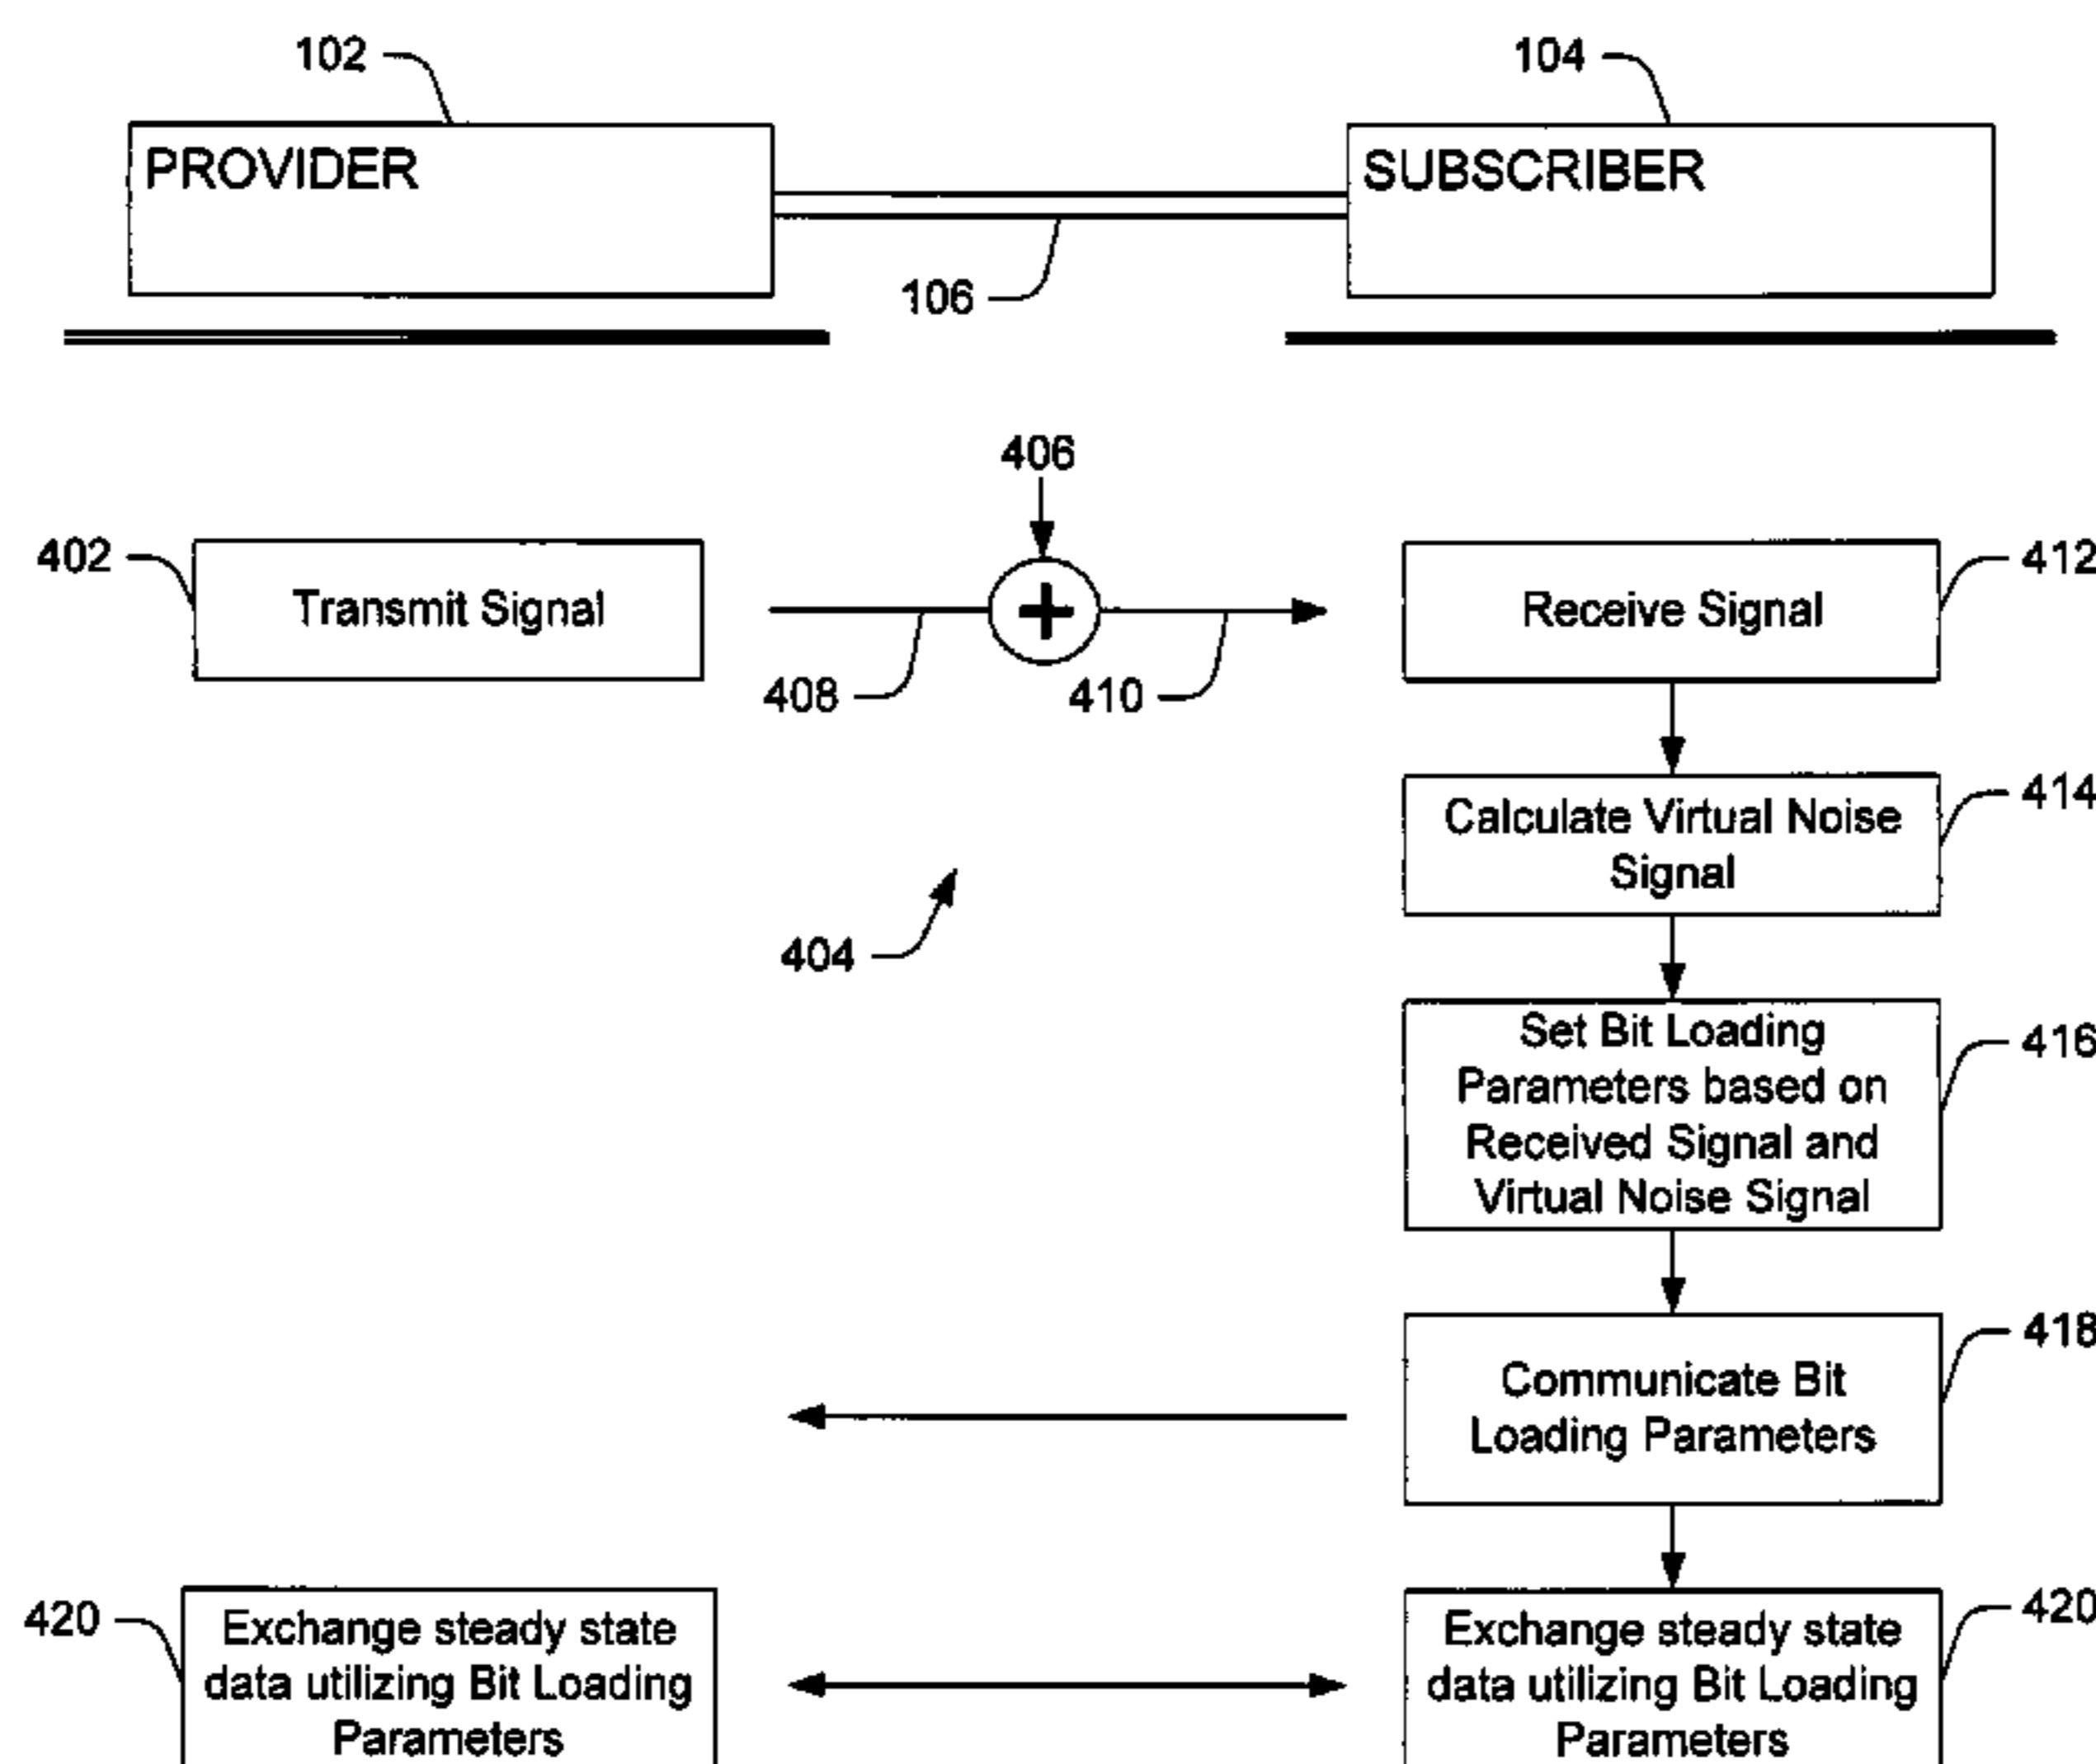 102
104
PROVIDER
SUBSCRIBER
106
406
402
Transmit Signal
+
Receive Signal
412
408
410
Calculate Virtual Noise
Signal
414
404
Set Bit Loading
Parameters based on
Received Signal and
Virtual Noise Signal
416
Communicate Bit
Loading Parameters
418
420
Exchange steady state
data utilizing Bit Loading
Parameters
Exchange steady state
data utilizing Bit Loading
Parameters
420